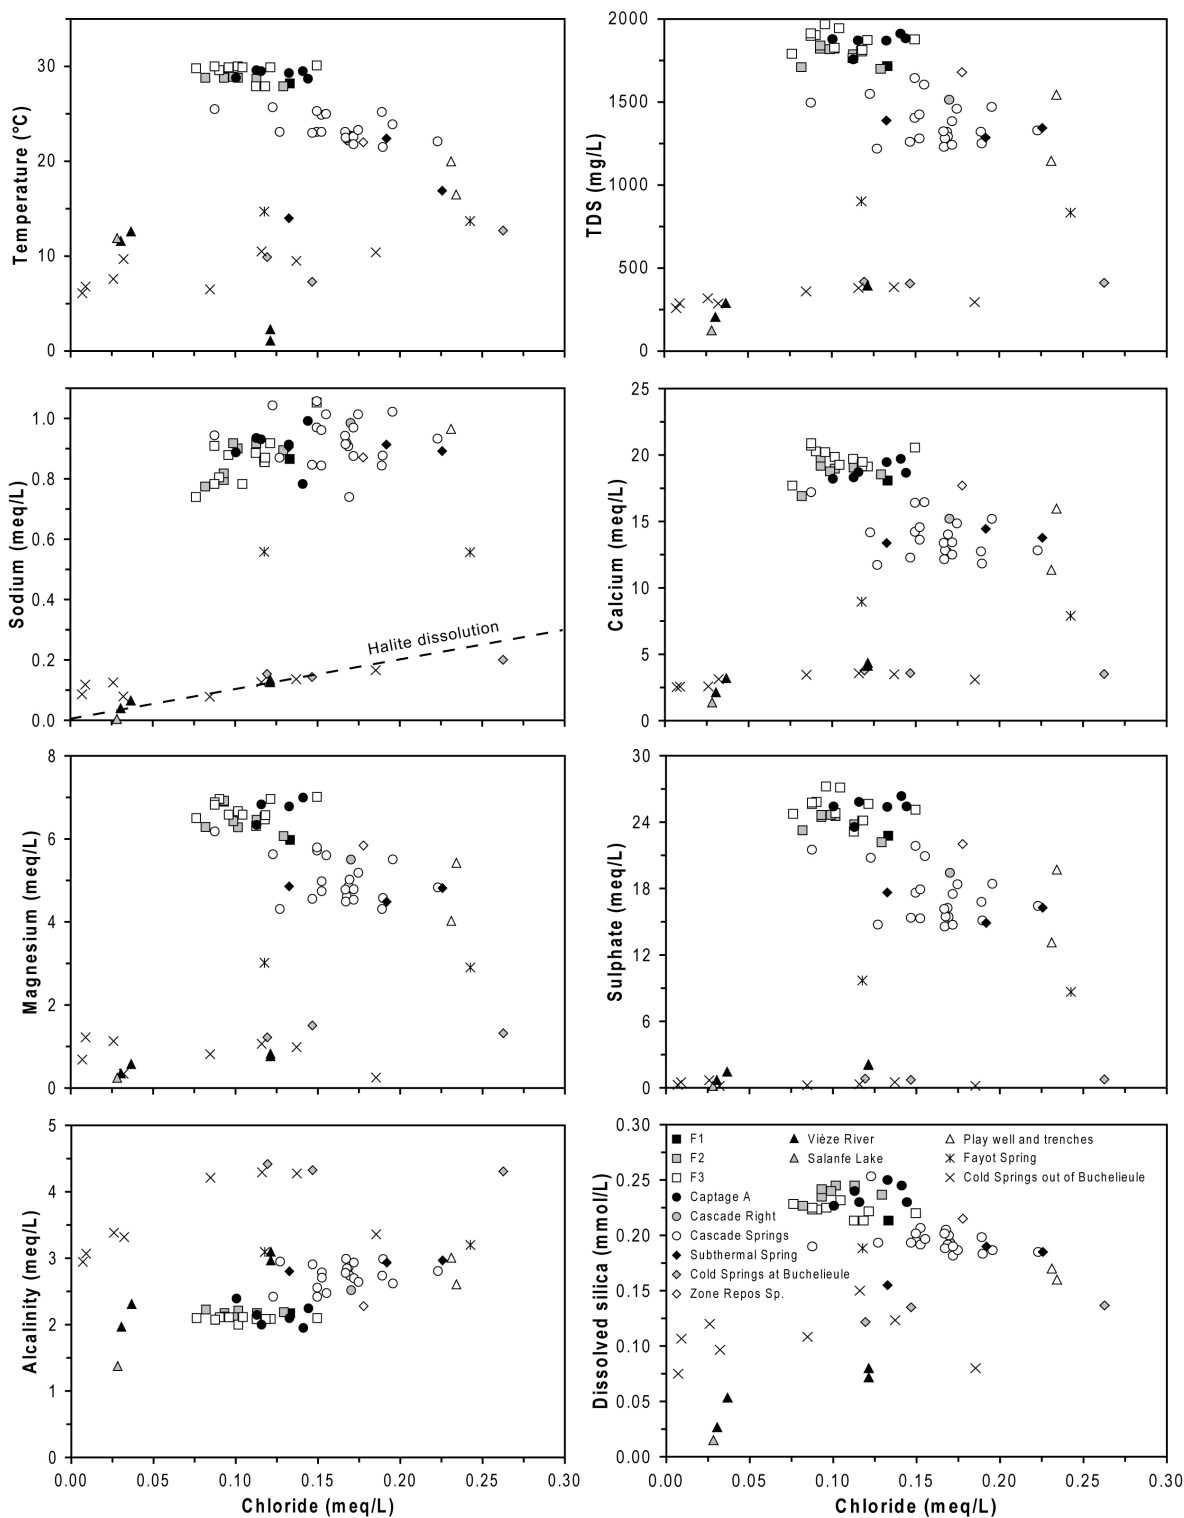 Temperature (°C)
30
20
10
0
TDS (mg/L)
2000
1500
1000
500
0
Sodium (meq/L)
1.0
0.8
0.6
0.4
0.2
0.0
Halite dissolution
Calcium (meq/L)
25
20
15
10
5
0
Magnesium (meq/L)
8
6
4
2
0
Sulphate (meq/L)
30
24
18
12
6
0
Alcalinity (meq/L)
5
4
3
2
1
0
0.00 0.05 0.10 0.15 0.20 0.25 0.30
Chloride (meq/L)
Dissolved silica (mmol/L)
0.30
0.25
0.20
0.15
0.10
0.05
0.00
F1
F2
F3
Captage A
Cascade Right
Cascade Springs
Subthermal Spring
Cold Springs at Buchelieule
Zone Repos Sp.
Vièze River
Salanfe Lake
Play well and trenches
Fayot Spring
Cold Springs out of Buchelieule
0.00 0.05 0.10 0.15 0.20 0.25 0.30
Chloride (meq/L)